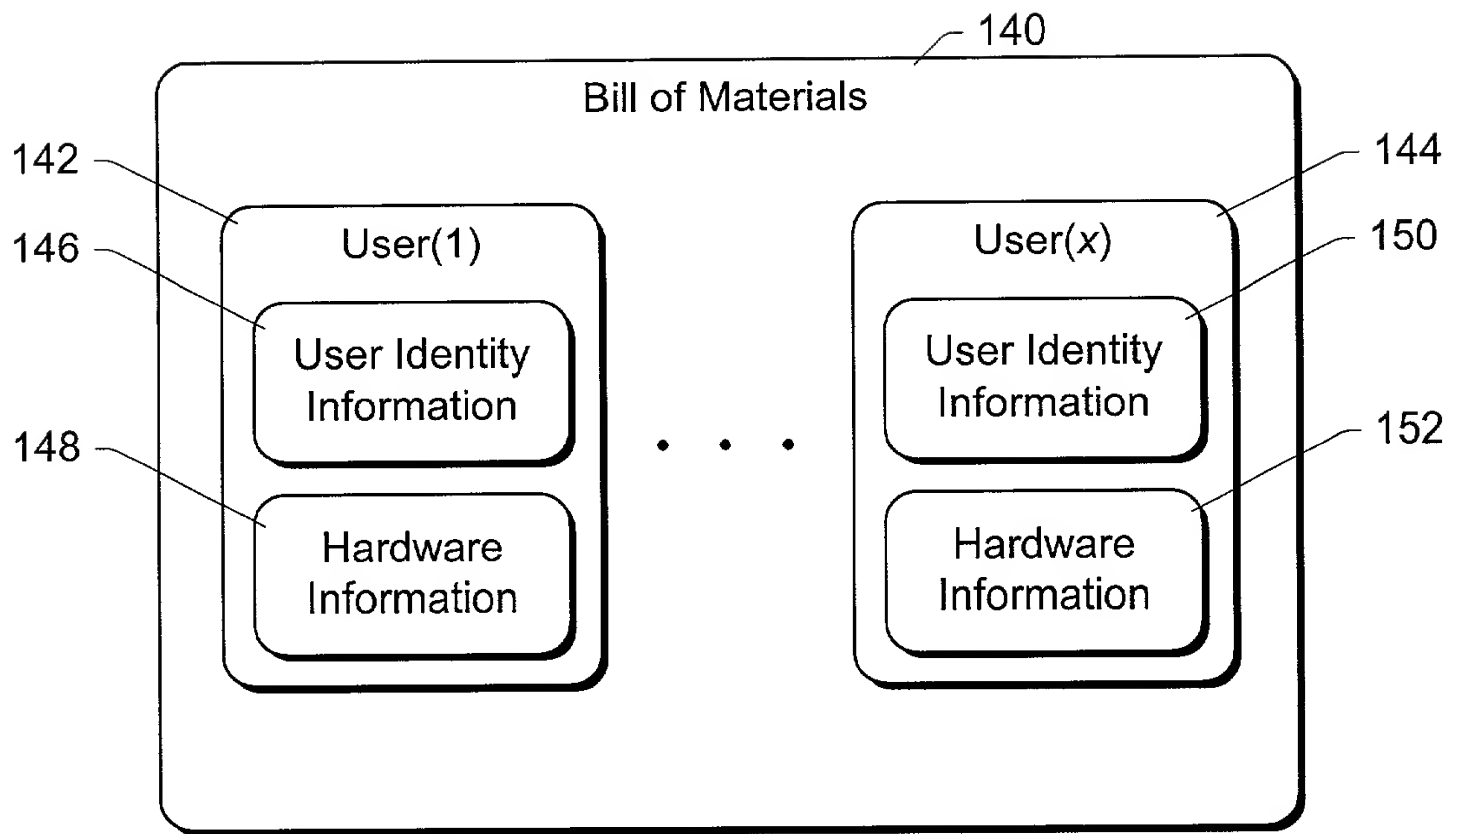 140
Bill of Materials
142
144
User(1)
User(x)
146
150
User Identity
Information
User Identity
Information
148
152
Hardware
Information
Hardware
Information